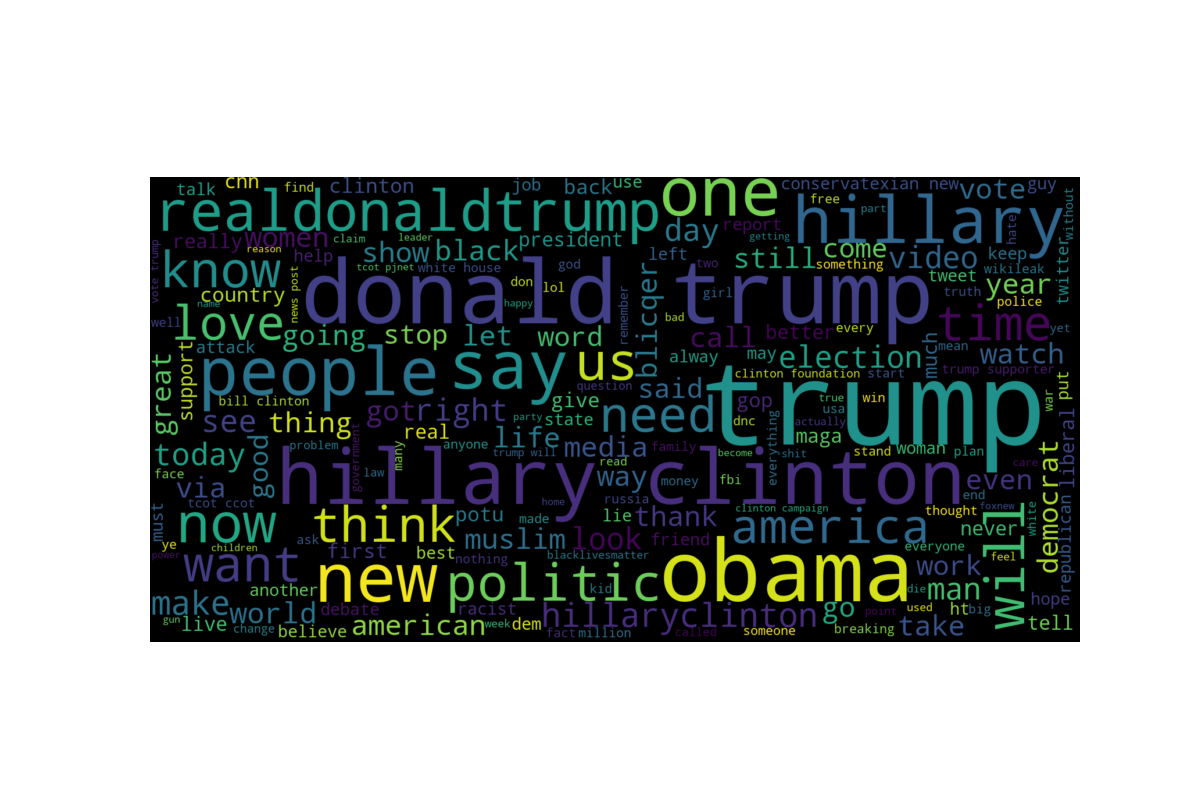 talk cnn find clinton job back use one conservatexian new vote guy
realdonaldtrump free part hillary hate without
really women claim leader president day report getting come
reason show black left still something video keep wikileak twitter
vote trump know help tcot pjnet white house god two tweet year
country news post donald don lol blicqer girl trump truth police
name happy remember bad time
well love going stop let word call better every much mean yet
attack alway may election watch
great support people say us said clinton foundation start trump supporter put
bill clinton question gop true win war
see thing got right give state need usa trump
real party dnc actually maga
today good problem anyone life media family everything shit stand woman plan liberal
many government trump will read become democrat
face law hillary clinton way money fbi even care
via tcot ccot russia end
must now think potu made home lie thank clinton campaign america thought foxnew never white republican
ye ask muslim look friend everyone will
power children want first best nothing blacklivesmatter obama work feel
another new politic kid die man hope
make world debate racist hillaryclinton point go used ht big
gun live change believe american week dem fact million called someone breaking take tell